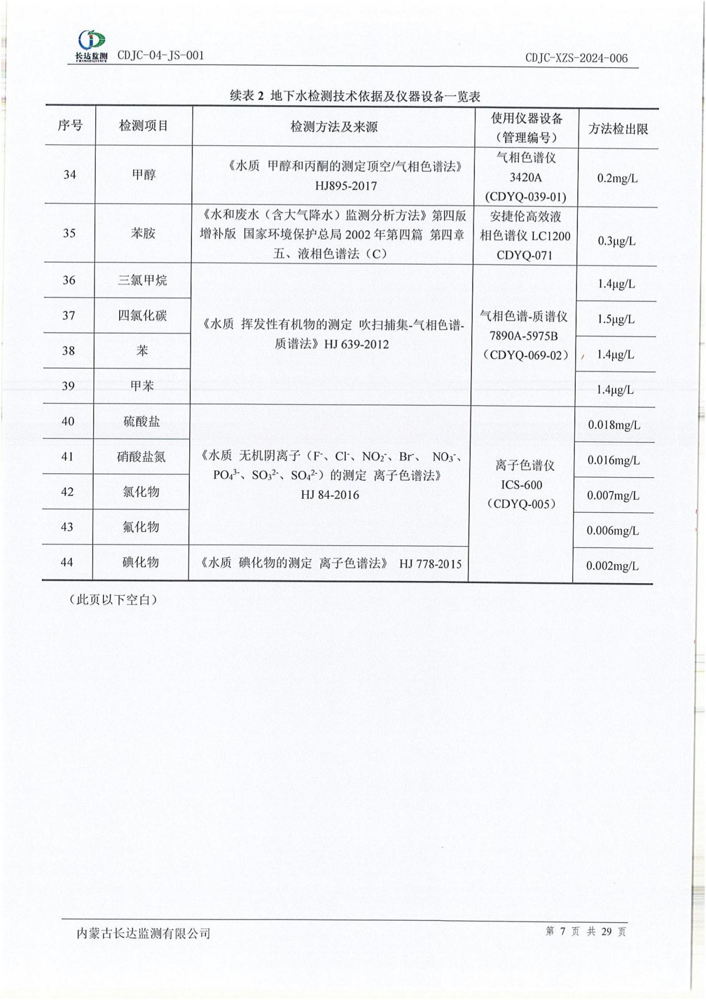 长达监测
CHANGDAJIANCE
CDJC-04-JS-001
CDJC-XZS-2024-006
续表 2 地下水检测技术依据及仪器设备一览表
序号 检测项目 检测方法及来源 使用仪器设备 方法检出限
（管理编号）
34 甲醇 《水质 甲醇和丙酮的测定顶空/气相色谱法》
HJ895-2017
气相色谱仪
3420A
(CDYQ-039-01)
0.2mg/L
35 苯胺 《水和废水（含大气降水）监测分析方法》第四版
增补版 国家环境保护总局 2002 年第四篇 第四章
五、液相色谱法（C）
安捷伦高效液
相色谱仪 LC1200
CDYQ-071
0.3μg/L
36 三氯甲烷 1.4μg/L
37 四氯化碳 1.5μg/L
38 苯 1.4μg/L
39 甲苯 1.4μg/L
《水质 挥发性有机物的测定 吹扫捕集-气相色谱-
质谱法》HJ 639-2012
气相色谱-质谱仪
7890A-5975B
（CDYQ-069-02）
40 硫酸盐 0.018mg/L
41 硝酸盐氮 0.016mg/L
42 氯化物 0.007mg/L
43 氟化物 0.006mg/L
《水质 无机阴离子（F⁻、Cl⁻、NO₂⁻、Br⁻、 NO₃⁻、
PO₄³⁻、SO₃²⁻、SO₄²⁻）的测定 离子色谱法》
HJ 84-2016
离子色谱仪
ICS-600
（CDYQ-005）
44 碘化物 《水质 碘化物的测定 离子色谱法》 HJ 778-2015 0.002mg/L
（此页以下空白）
内蒙古长达监测有限公司
第 7 页 共 29 页